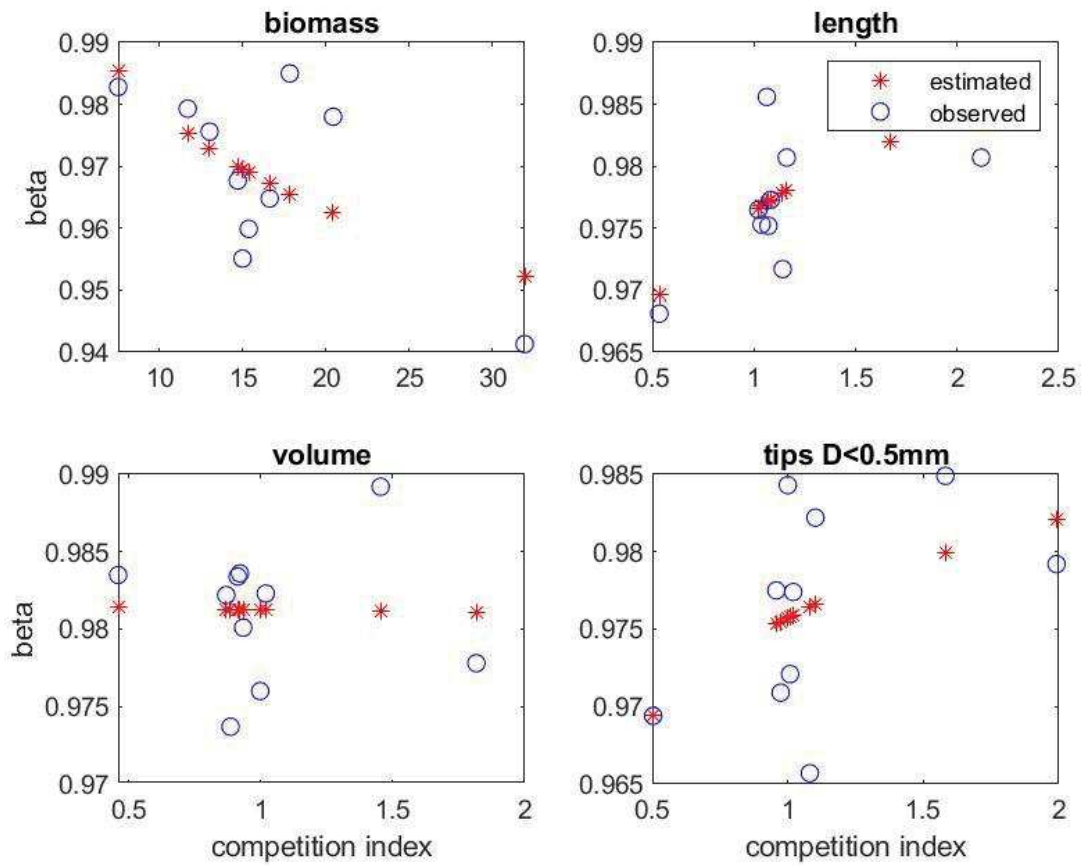 biomass
0.99
0.98
0.97
0.96
0.95
0.94
beta
10 15 20 25 30
length
0.99
0.985
0.98
0.975
0.97
0.965
0.5 1 1.5 2 2.5
estimated
observed
volume
0.99
0.985
0.98
0.975
0.97
beta
0.5 1 1.5 2
competition index
tips D<0.5mm
0.985
0.98
0.975
0.97
0.965
0.5 1 1.5 2
competition index